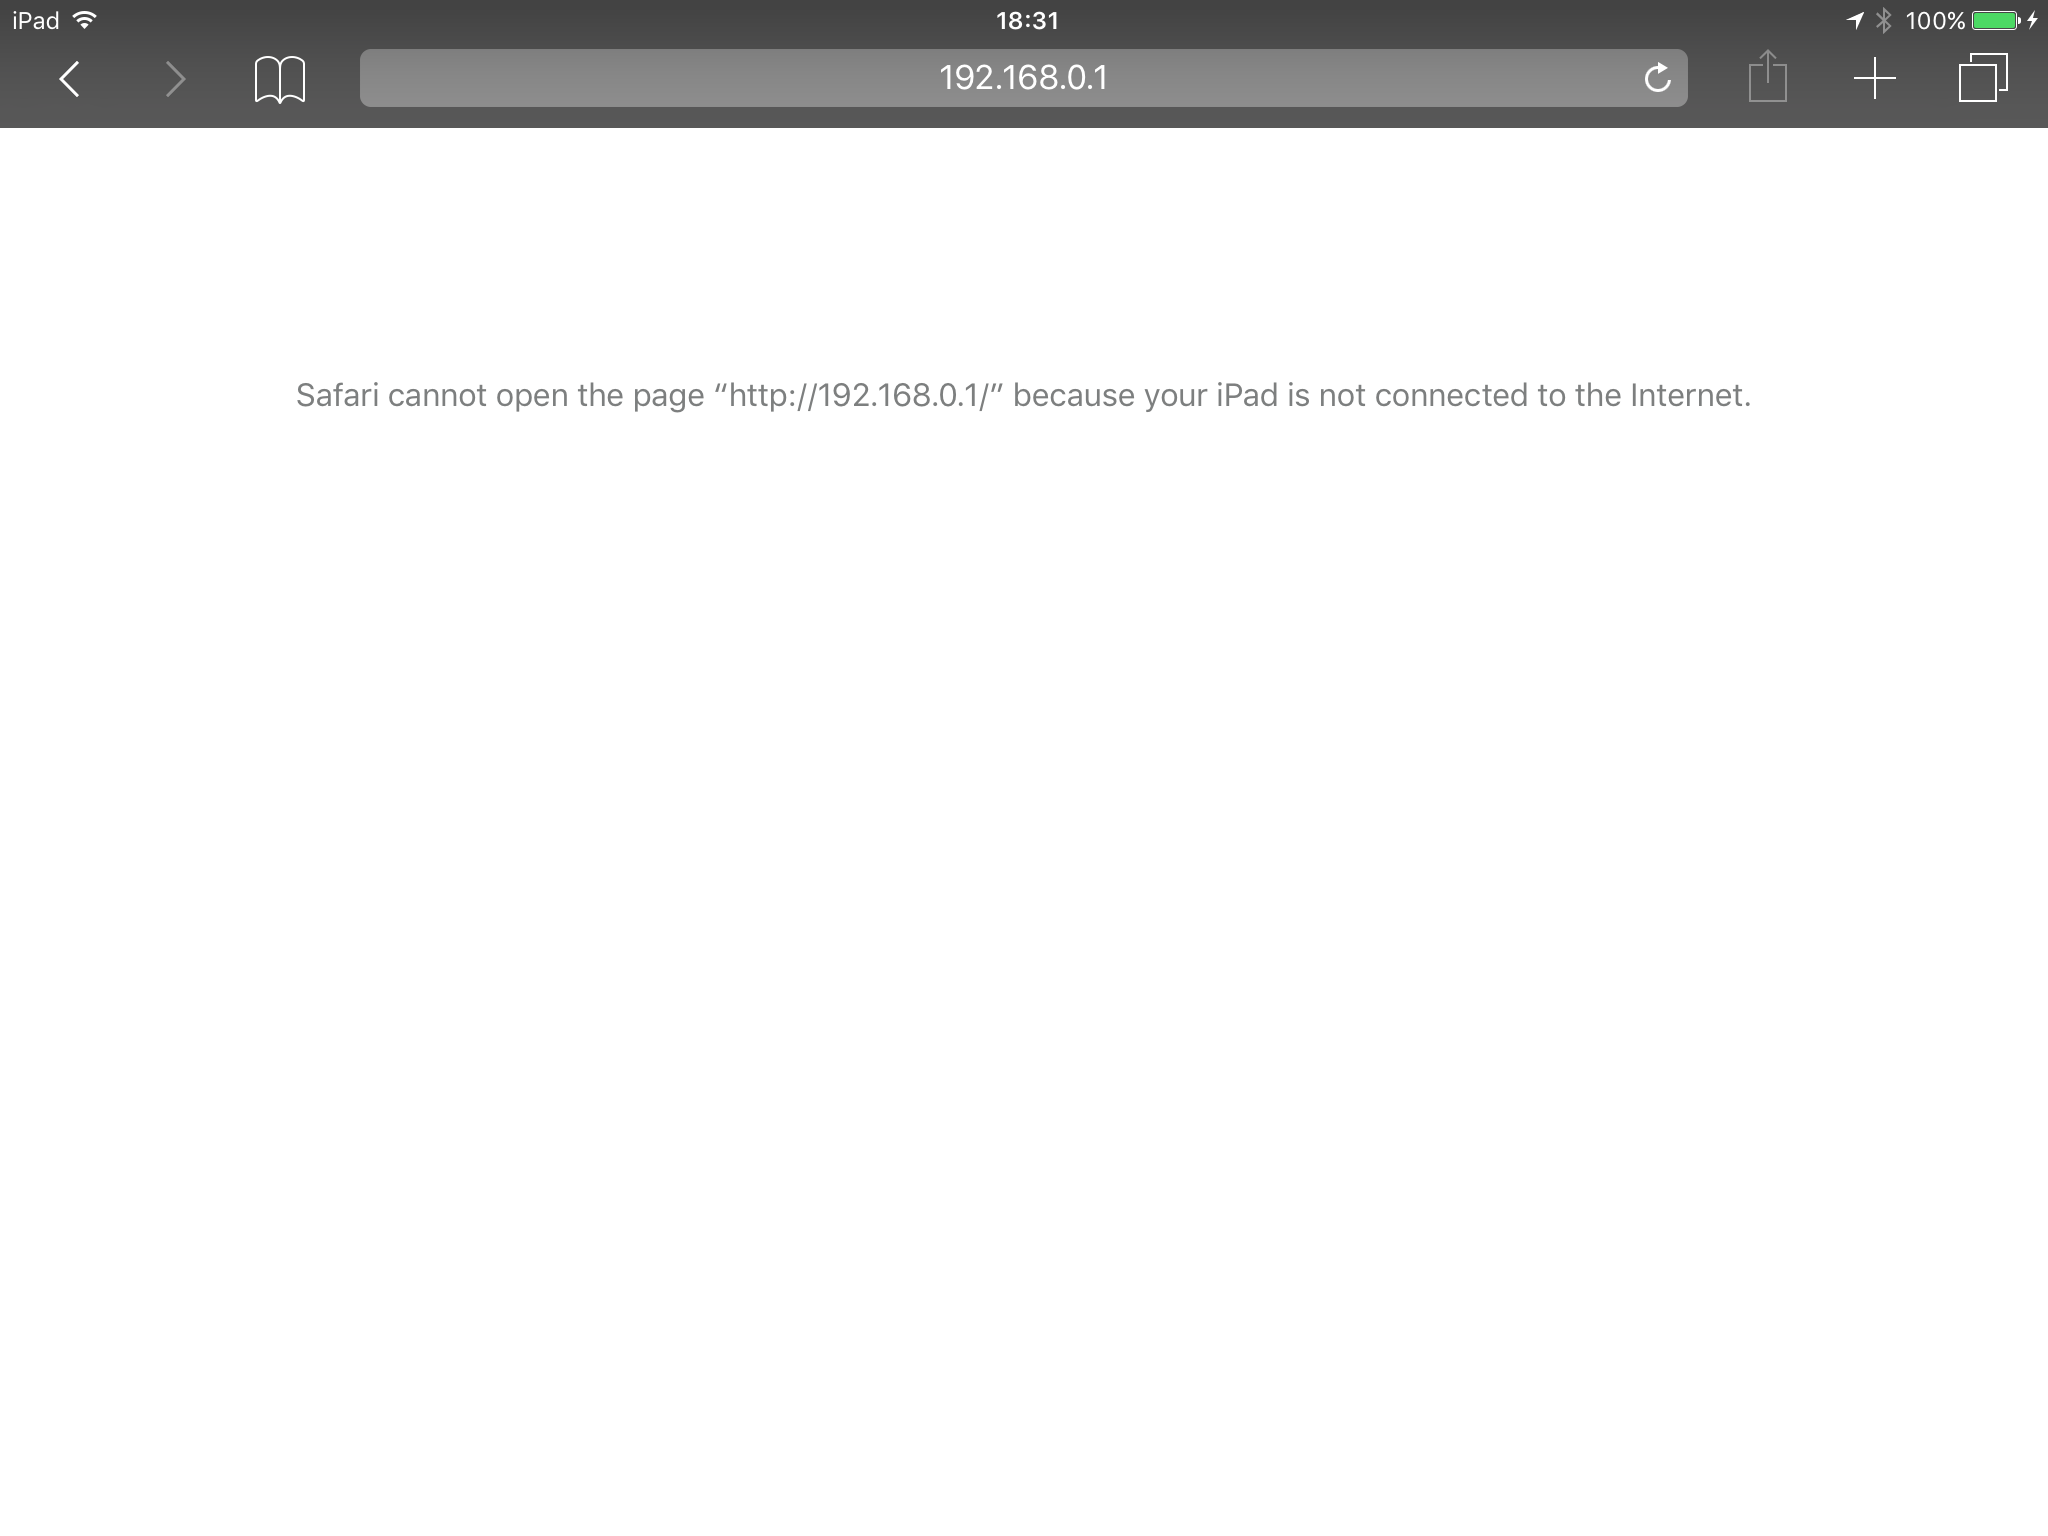 iPad 18:31 100%
192.168.0.1
Safari cannot open the page “http://192.168.0.1/” because your iPad is not connected to the Internet.